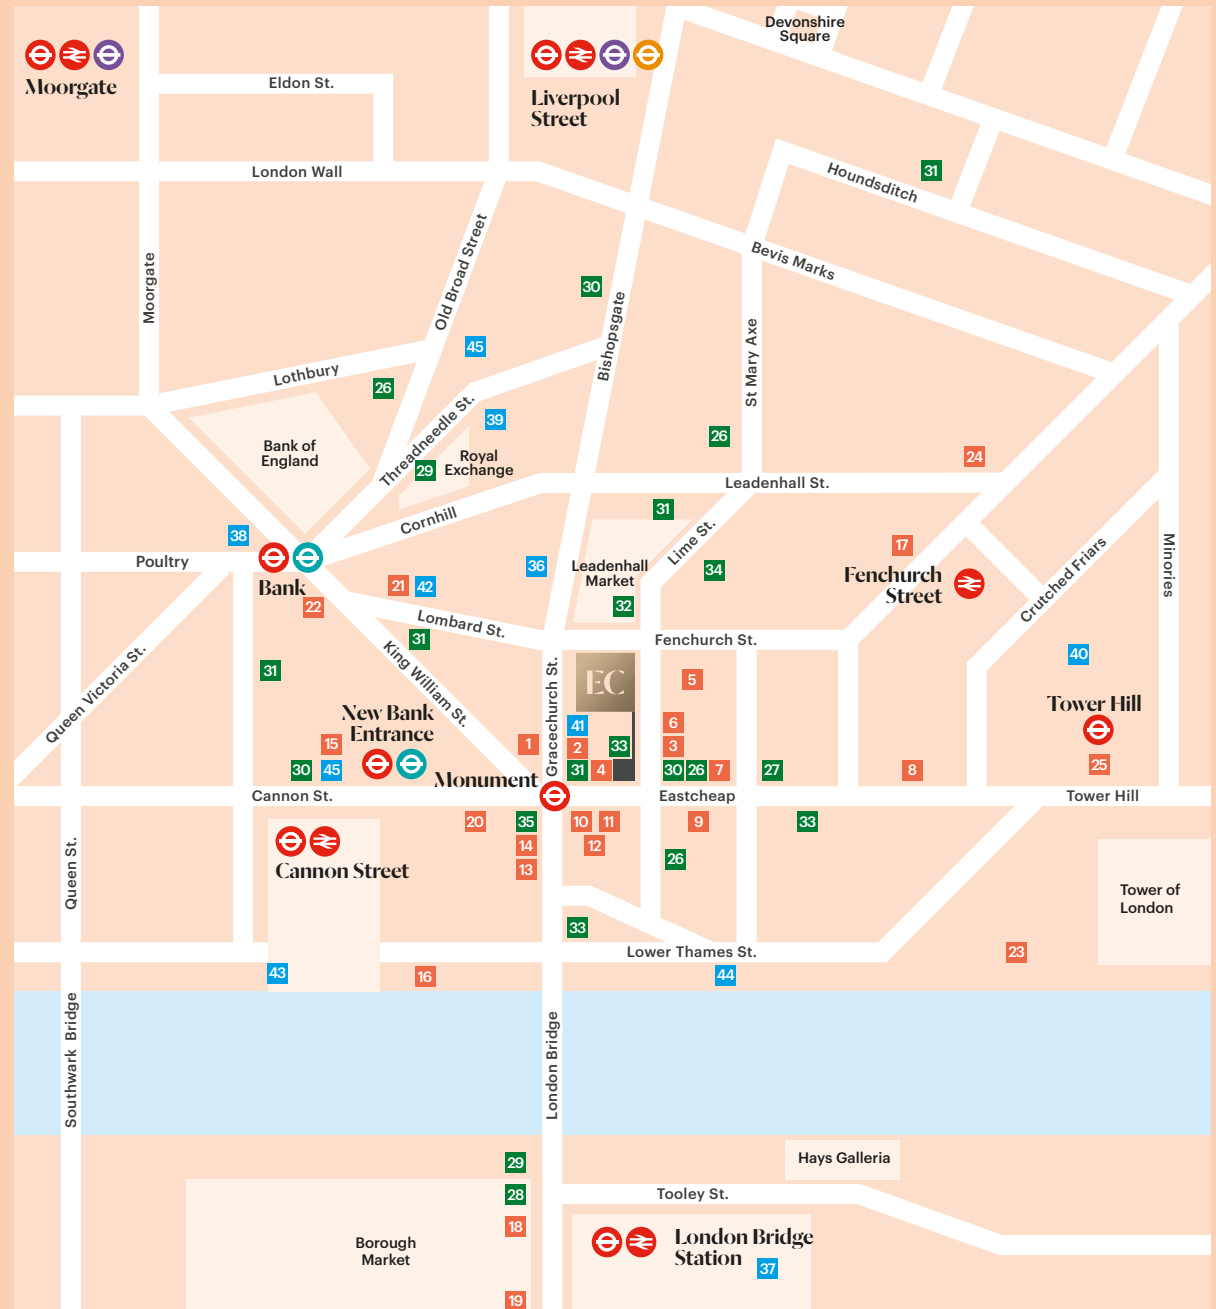 Devonshire
Square
Moorgate
Eldon St.
Liverpool
Street
London Wall
Houndsditch
31
Bevis Marks
Moorgate
Old Broad Street
30
Bishopsgate
St Mary Axe
45
Lothbury
26
Threadneedle St.
39
26
Bank of
England
29
Royal
Exchange
24
Leadenhall St.
Cornhill
31
Lime St.
38
Poultry
Bank
22
21
42
36
Leadenhall
Market
34
32
17
Fenchurch
Street
Crutched Friars
Minories
Lombard St.
31
King William St.
Fenchurch St.
40
Queen Victoria St.
31
Gracechurch St.
EC
5
Tower Hill
New Bank
Entrance
15
30
45
1
41
2
33
31
4
6
3
30
26
7
27
8
25
Monument
Cannon St.
Eastcheap
Tower Hill
20
35
10
11
9
33
14
12
13
26
Cannon Street
Queen St.
Tower of
London
33
Lower Thames St.
23
43
16
44
Southwark Bridge
London Bridge
29
Hays Galleria
28
Tooley St.
18
Borough
Market
London Bridge
Station
37
19